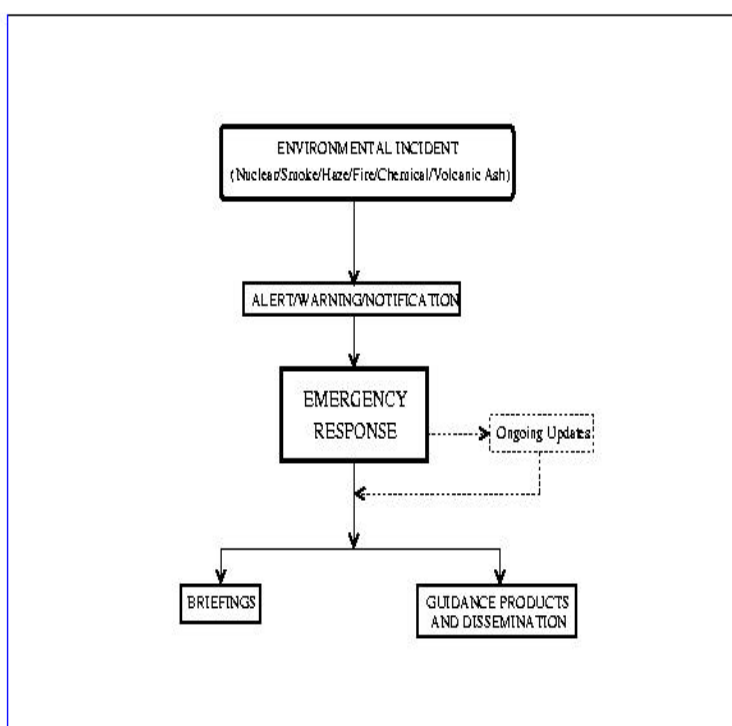 ENVIRONMENTAL INCIDENT
(Nuclear/Smoke/Haze/Fire/Chemical/Volcanic Ash)
ALERT/WARNING/NOTIFICATION
EMERGENCY
RESPONSE
Ongoing Updates
BRIEFINGS
GUIDANCE PRODUCTS
AND DISSEMINATION